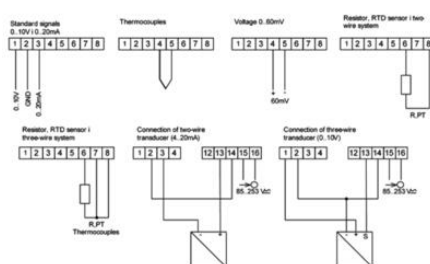 Standard signals
0..10V i 0..20mA
1 2 3 4 5 6 7 8
0..10V
GND
0..20mA
Thermocouples
1 2 3 4 5 6 7 8
Voltage 0..60mV
1 2 3 4 5 6 7 8
+ -
60mV
Resistor, RTD sensor i two-
wire system
1 2 3 4 5 6 7 8
R,PT
Resistor, RTD sensor i
three-wire system
1 2 3 4 5 6 7 8
R,PT
Thermocouples
Connection of two-wire
transducer (4..20mA)
1 2 3 4
12 13 14 15 16
85..253
- +
Connection of three-wire
transducer (0..10V)
1 2 3 4
12 13 14 15 16
85..253
- + S